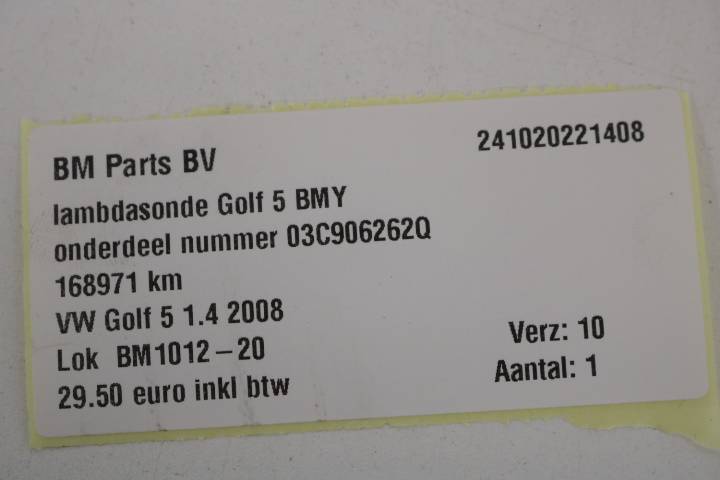 BM Parts BV
241020221408
lambdasonde Golf 5 BMY
onderdeel nummer 03C906262Q
168971 km
VW Golf 5 1.4 2008
Lok BM1012-20
29.50 euro inkl btw
Verz: 10
Aantal: 1